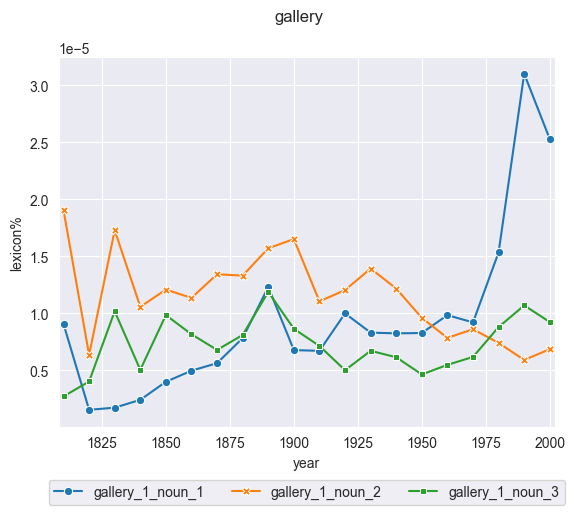 gallery
1e−5
3.0
2.5
2.0
1.5
1.0
0.5
lexicon%
1825 1850 1875 1900 1925 1950 1975 2000
year
gallery_1_noun_1 gallery_1_noun_2 gallery_1_noun_3